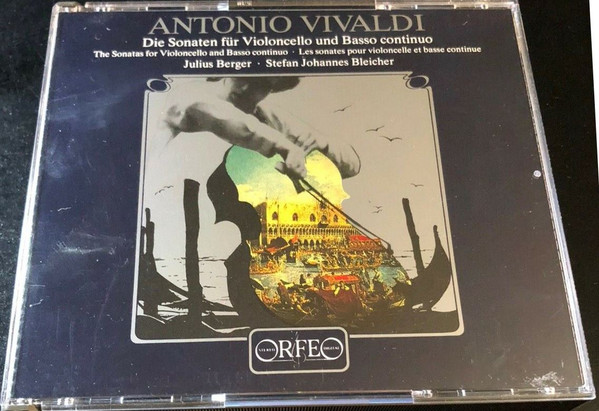 ANTONIO VIVALDI
Die Sonaten für Violoncello und Basso continuo
The Sonatas for Violoncello and Basso continuo · Les sonates pour violoncelle et basse continue
Julius Berger · Stefan Johannes Bleicher
ORFEO
DIGITAL